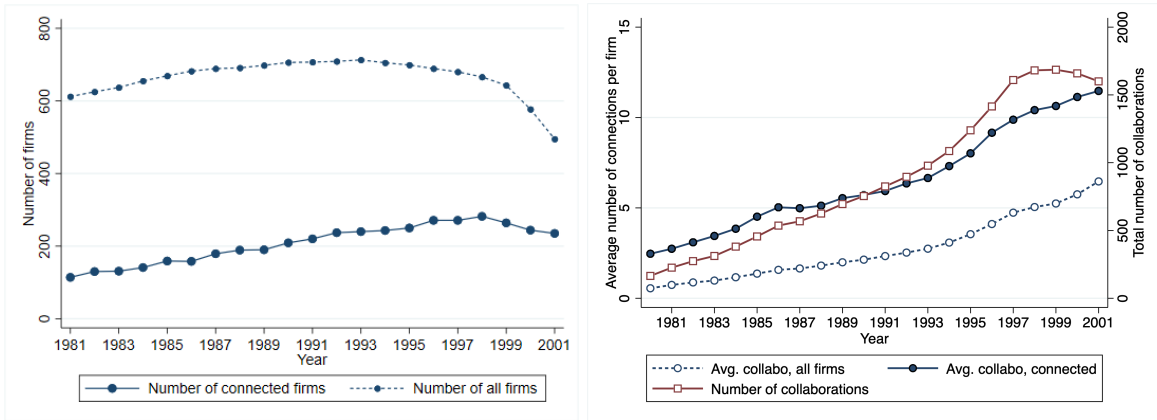 800
600
400
200
0
Number of firms
1981 1983 1985 1987 1989 1991 1993 1995 1997 1999 2001
Year
Number of connected firms Number of all firms
15
10
5
0
Average number of connections per firm
2000
1500
1000
500
0
Total number of collaborations
1981 1983 1985 1987 1989 1991 1993 1995 1997 1999 2001
Year
Avg. collabo, all firms Avg. collabo, connected
Number of collaborations